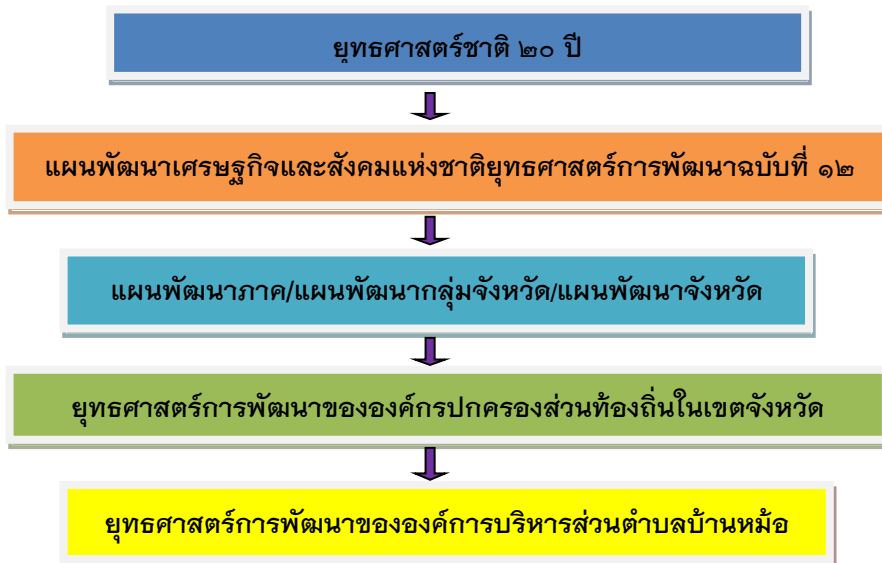 ยุทธศาสตร์ชาติ ๒๐ ปี
แผนพัฒนาเศรษฐกิจและสังคมแห่งชาติยุทธศาสตร์การพัฒนาฉบับที่ ๑๒
แผนพัฒนาภาค/แผนพัฒนากลุ่มจังหวัด/แผนพัฒนาจังหวัด
ยุทธศาสตร์การพัฒนาขององค์กรปกครองส่วนท้องถิ่นในเขตจังหวัด
ยุทธศาสตร์การพัฒนาขององค์การบริหารส่วนตำบลบ้านหม้อ